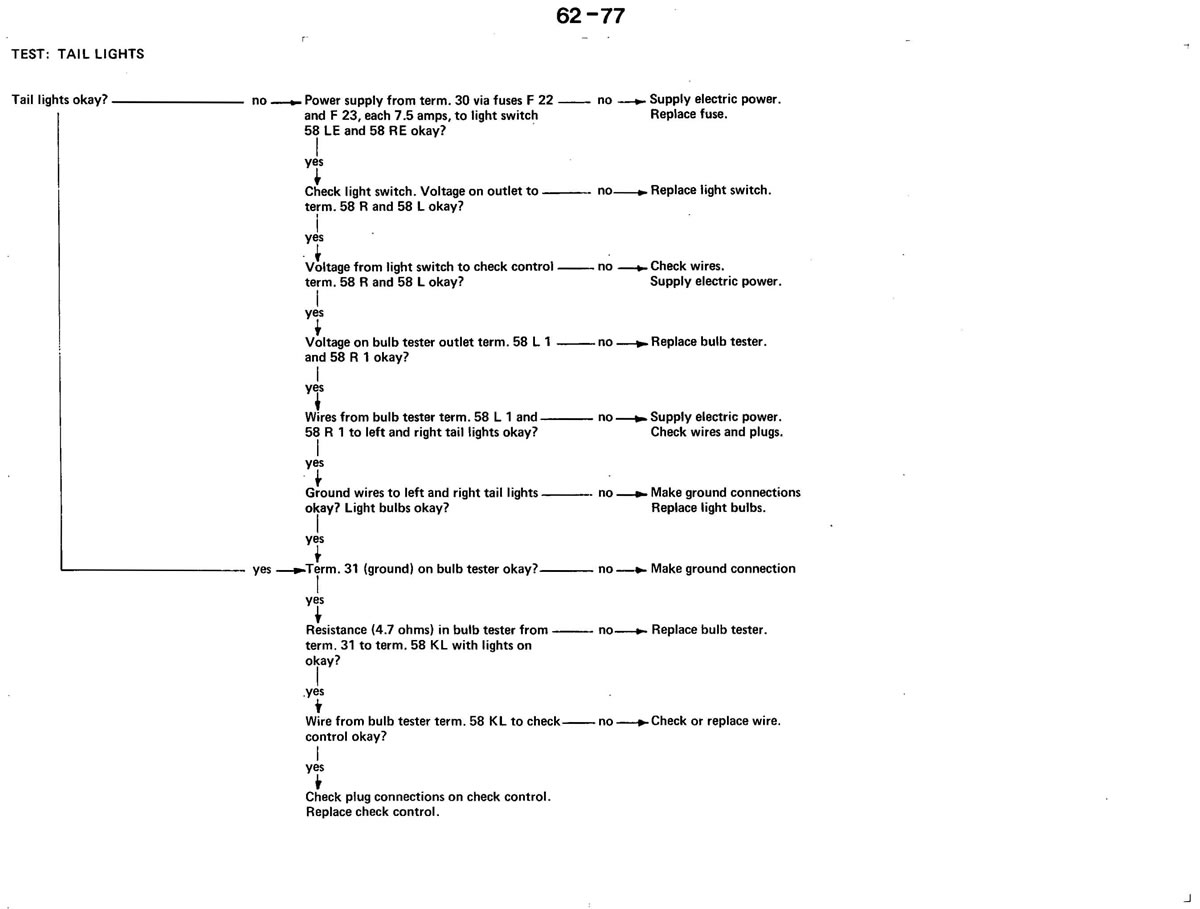 62-77
TEST: TAIL LIGHTS
Tail lights okay? no Power supply from term. 30 via fuses F 22 no Supply electric power.
and F 23, each 7.5 amps, to light switch Replace fuse.
58 LE and 58 RE okay?
yes
Check light switch. Voltage on outlet to no Replace light switch.
term. 58 R and 58 L okay?
yes
Voltage from light switch to check control no Check wires.
term. 58 R and 58 L okay? Supply electric power.
yes
Voltage on bulb tester outlet term. 58 L 1 no Replace bulb tester.
and 58 R 1 okay?
yes
Wires from bulb tester term. 58 L 1 and no Supply electric power.
58 R 1 to left and right tail lights okay? Check wires and plugs.
yes
Ground wires to left and right tail lights no Make ground connections
okay? Light bulbs okay? Replace light bulbs.
yes
yes Term. 31 (ground) on bulb tester okay? no Make ground connection
yes
Resistance (4.7 ohms) in bulb tester from no Replace bulb tester.
term. 31 to term. 58 KL with lights on
okay?
yes
Wire from bulb tester term. 58 KL to check no Check or replace wire.
control okay?
yes
Check plug connections on check control.
Replace check control.